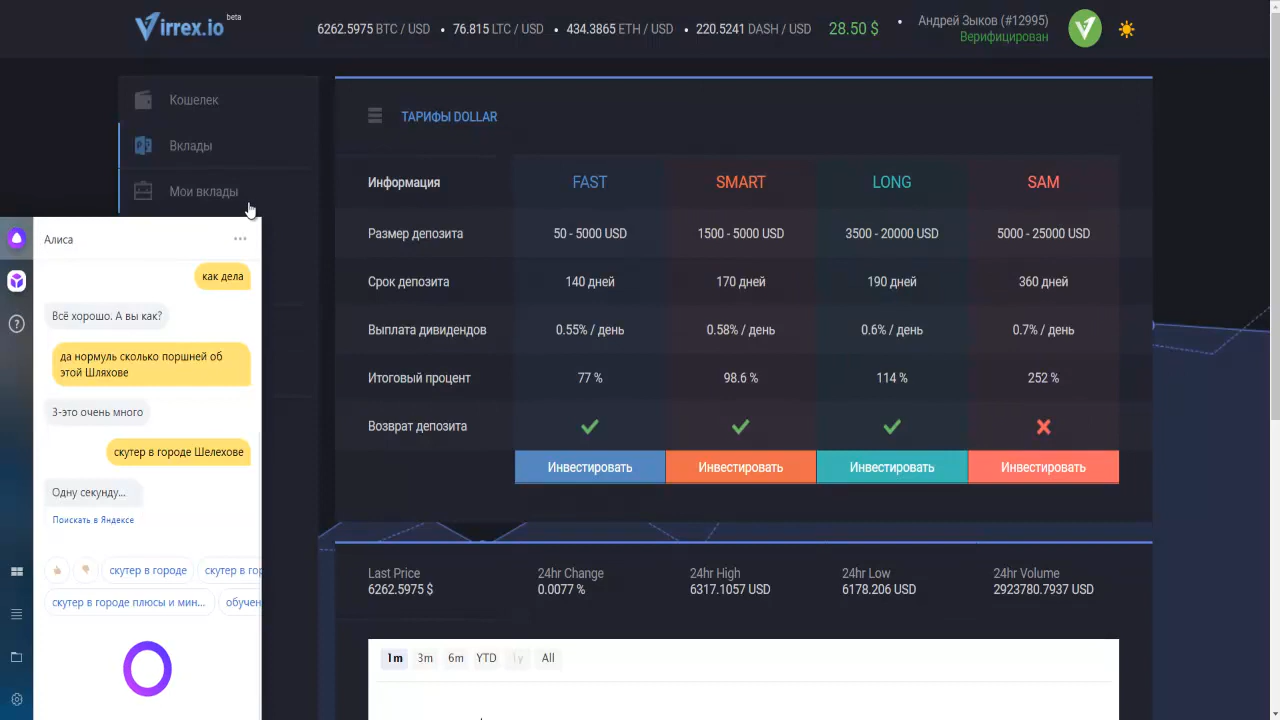 Virrex.io beta
6262.5975 BTC / USD • 76.815 LTC / USD • 434.3865 ETH / USD • 220.5241 DASH / USD 28.50 $
Андрей Зыков (#12995)
Верифицирован
Кошелек
Вклады
Мои вклады
ТАРИФЫ DOLLAR
Информация FAST SMART LONG SAM
Размер депозита 50 - 5000 USD 1500 - 5000 USD 3500 - 20000 USD 5000 - 25000 USD
Срок депозита 140 дней 170 дней 190 дней 360 дней
Выплата дивидендов 0.55% / день 0.58% / день 0.6% / день 0.7% / день
Итоговый процент 77 % 98.6 % 114 % 252 %
Возврат депозита
Инвестировать Инвестировать Инвестировать Инвестировать
Last Price 24hr Change 24hr High 24hr Low 24hr Volume
6262.5975 $ 0.0077 % 6317.1057 USD 6178.206 USD 2923780.7937 USD
1m 3m 6m YTD 1y All
Алиса
как дела
Всё хорошо. А вы как?
да нормуль сколько поршней об
этой Шляхове
3-это очень много
скутер в городе Шелехове
Одну секунду...
Поискать в Яндексе
скутер в городе скутер в гор
скутер в городе плюсы и мин... обучен